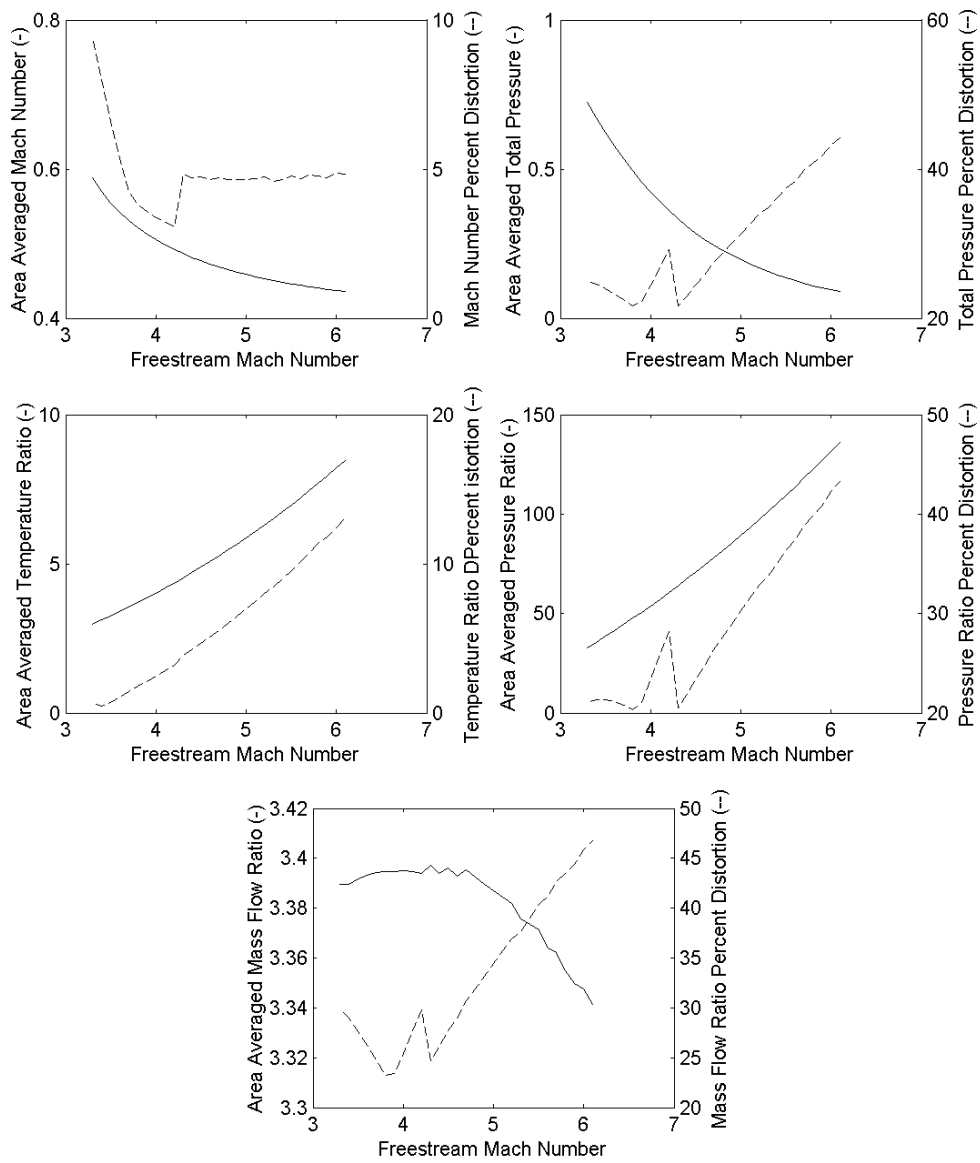 0.8
0.6
0.4
Area Averaged Mach Number (-)
10
5
0
Mach Number Percent Distortion (--)
3 4 5 6 7
Freestream Mach Number
1
0.5
0
Area Averaged Total Pressure (-)
60
40
20
Total Pressure Percent Distortion (--)
3 4 5 6 7
Freestream Mach Number
10
5
0
Area Averaged Temperature Ratio (-)
20
10
0
Temperature Ratio DPercent istortion (--)
3 4 5 6 7
Freestream Mach Number
150
100
50
0
Area Averaged Pressure Ratio (-)
50
40
30
20
Pressure Ratio Percent Distortion (--)
3 4 5 6 7
Freestream Mach Number
3.42
3.4
3.38
3.36
3.34
3.32
3.3
Area Averaged Mass Flow Ratio (-)
50
45
40
35
30
25
20
Mass Flow Ratio Percent Distortion (--)
3 4 5 6 7
Freestream Mach Number